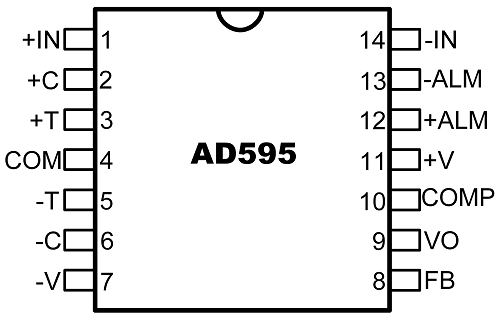 +IN 1 14 -IN
+C 2 13 -ALM
+T 3 12 +ALM
COM 4 AD595 11 +V
-T 5 10 COMP
-C 6 9 VO
-V 7 8 FB